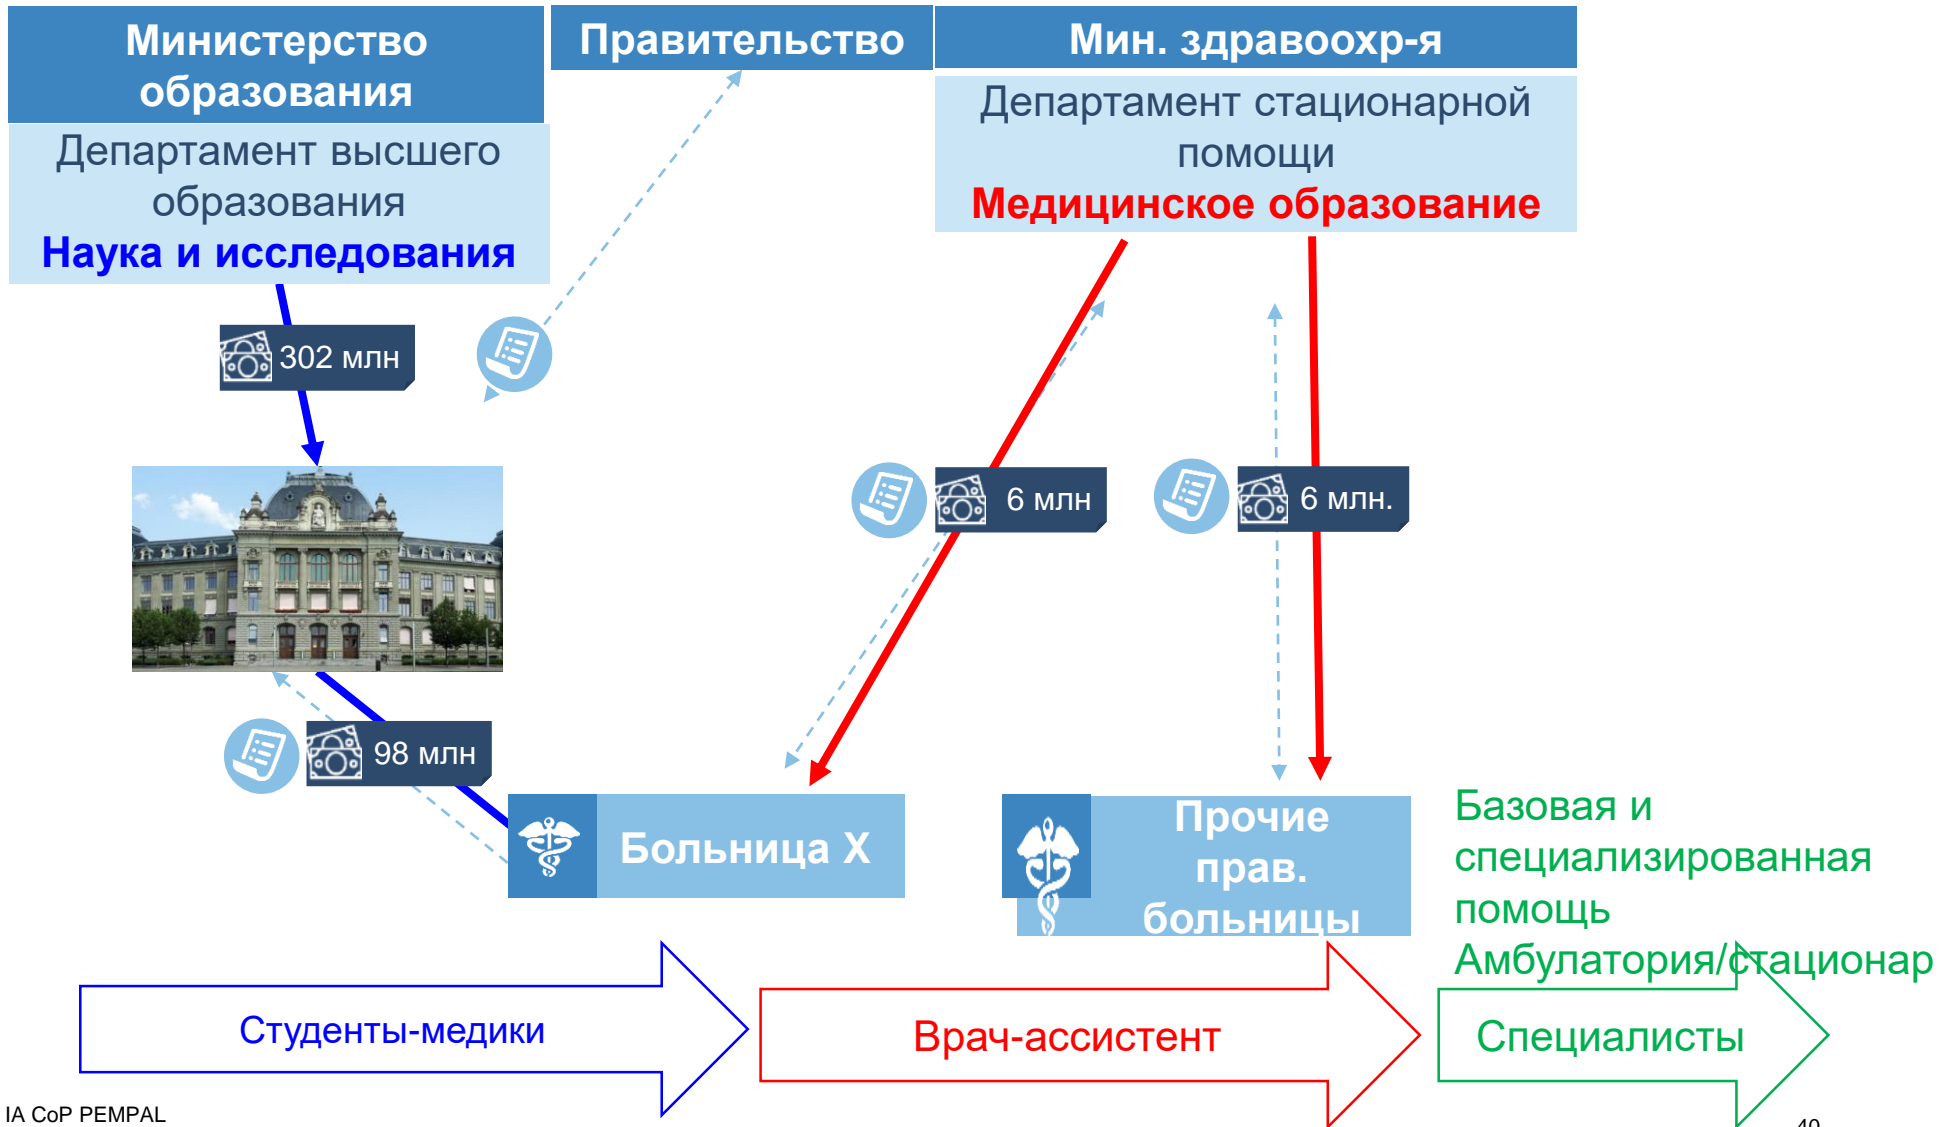 Министерство
образования
Правительство
Мин. здравоохр-я
Департамент высшего
образования
Наука и исследования
Департамент стационарной
помощи
Медицинское образование
302 млн
6 млн
6 млн.
98 млн
Больница X
Прочие
прав.
больницы
Базовая и
специализированная
помощь
Амбулатория/стационар
Студенты-медики
Врач-ассистент
Специалисты
IA CoP PEMPAL
40